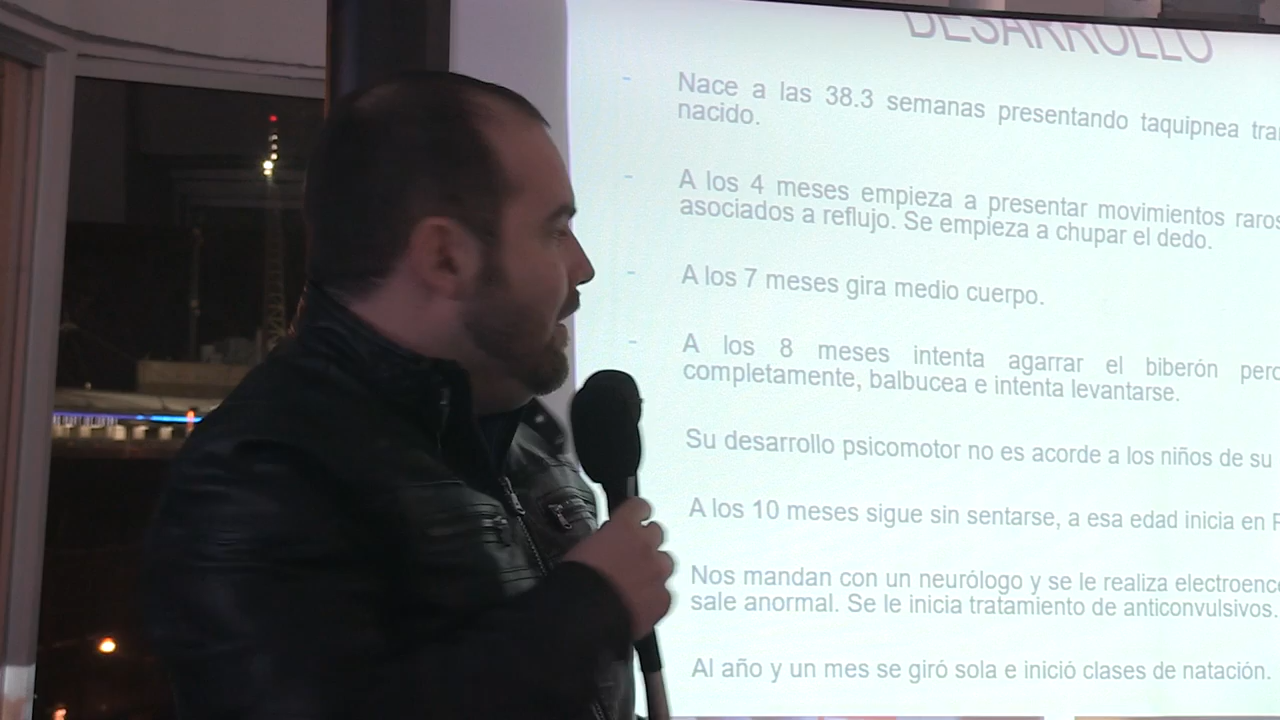 DESARROLLO
- Nace a las 38.3 semanas presentando taquipnea
nacido.
- A los 4 meses empieza a presentar movimientos raros
asociados a reflujo. Se empieza a chupar el dedo.
- A los 7 meses gira medio cuerpo.
- A los 8 meses intenta agarrar el biberón
completamente, balbucea e intenta levantarse.
Su desarrollo psicomotor no es acorde a los niños de su
A los 10 meses sigue sin sentarse, a esa edad inicia en
Nos mandan con un neurólogo y se le realiza
sale anormal. Se le inicia tratamiento de anticonvulsivos.
Al año y un mes se giró sola e inició clases de natación.